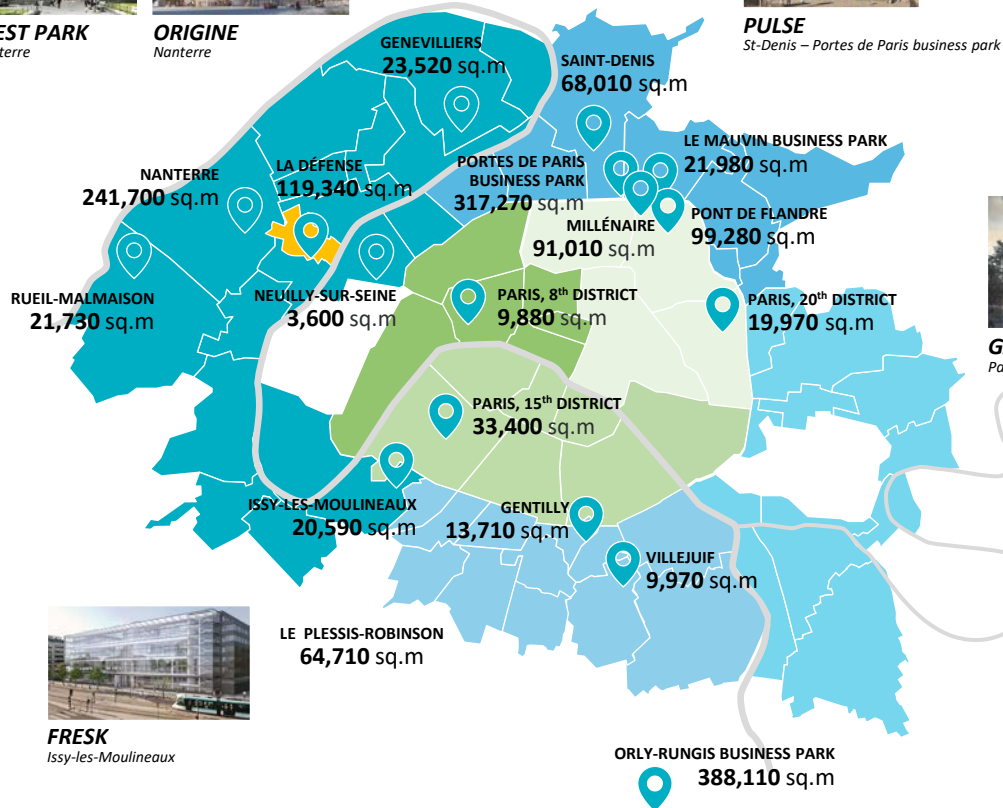 EST PARK
terre
ORIGINE
Nanterre
PULSE
St-Denis – Portes de Paris business park
GENEVILLIERS
23,520 sq.m
SAINT-DENIS
68,010 sq.m
LE MAUVIN BUSINESS PARK
21,980 sq.m
NANTERRE
241,700 sq.m
LA DÉFENSE
119,340 sq.m
PORTES DE PARIS
BUSINESS PARK
317,270 sq.m
MILLÉNAIRE
91,010 sq.m
PONT DE FLANDRE
99,280 sq.m
RUEIL-MALMAISON
21,730 sq.m
NEUILLY-SUR-SEINE
3,600 sq.m
PARIS, 8th DISTRICT
9,880 sq.m
PARIS, 20th DISTRICT
19,970 sq.m
G
Pa
PARIS, 15th DISTRICT
33,400 sq.m
ISSY-LES-MOULINEAUX
20,590 sq.m
GENTILLY
13,710 sq.m
VILLEJUIF
9,970 sq.m
LE PLESSIS-ROBINSON
64,710 sq.m
FRESK
Issy-les-Moulineaux
ORLY-RUNGIS BUSINESS PARK
388,110 sq.m